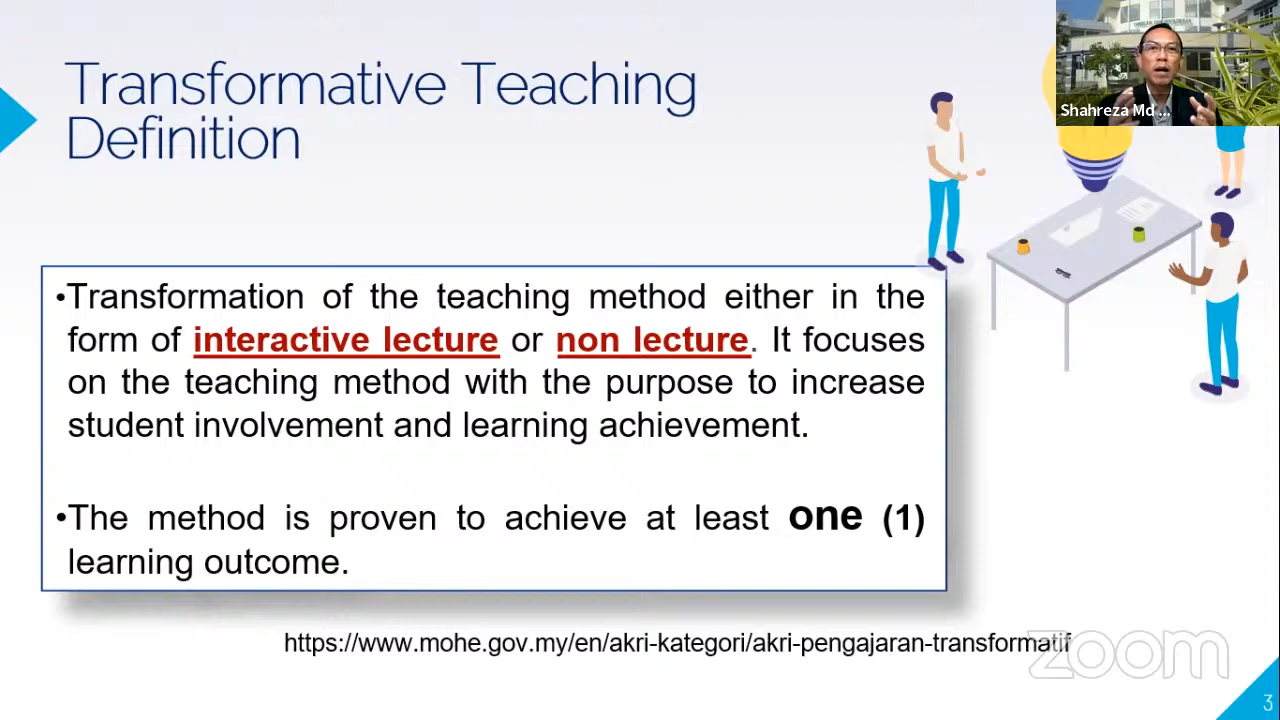 Transformative Teaching
Definition
Shahreza Md ...
•Transformation of the teaching method either in the
form of interactive lecture or non lecture. It focuses
on the teaching method with the purpose to increase
student involvement and learning achievement.
•The method is proven to achieve at least one (1)
learning outcome.
https://www.mohe.gov.my/en/akri-kategori/akri-pengajaran-transformatif
zoom
3